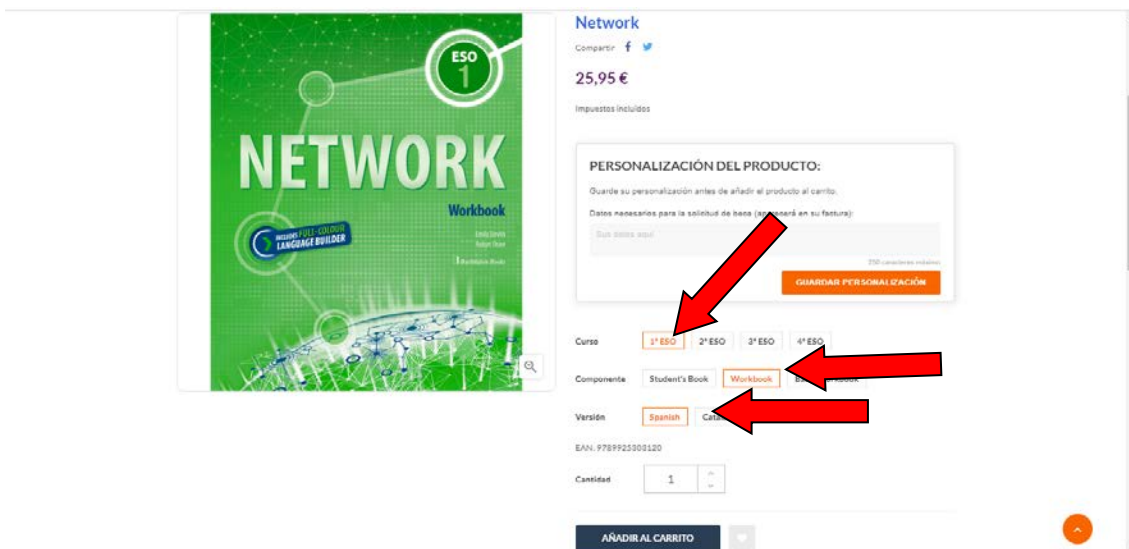 ESO
1
NETWORK
Workbook
INCLUDES FULL-COLOUR
LANGUAGE BUILDER
Network
Compartir
25,95 €
Impuestos incluidos
PERSONALIZACIÓN DEL PRODUCTO:
Guarde su personalización antes de añadir el producto al carrito.
Datos necesarios para la solicitud de beca (aparecerá en su factura):
Sus datos aquí
250 caracteres máximo
GUARDAR PERSONALIZACIÓN
Curso 1º ESO 2º ESO 3º ESO 4º ESO
Componente Student's Book Workbook
Versión Spanish
EAN. 9789925303120
Cantidad 1
AÑADIR AL CARRITO